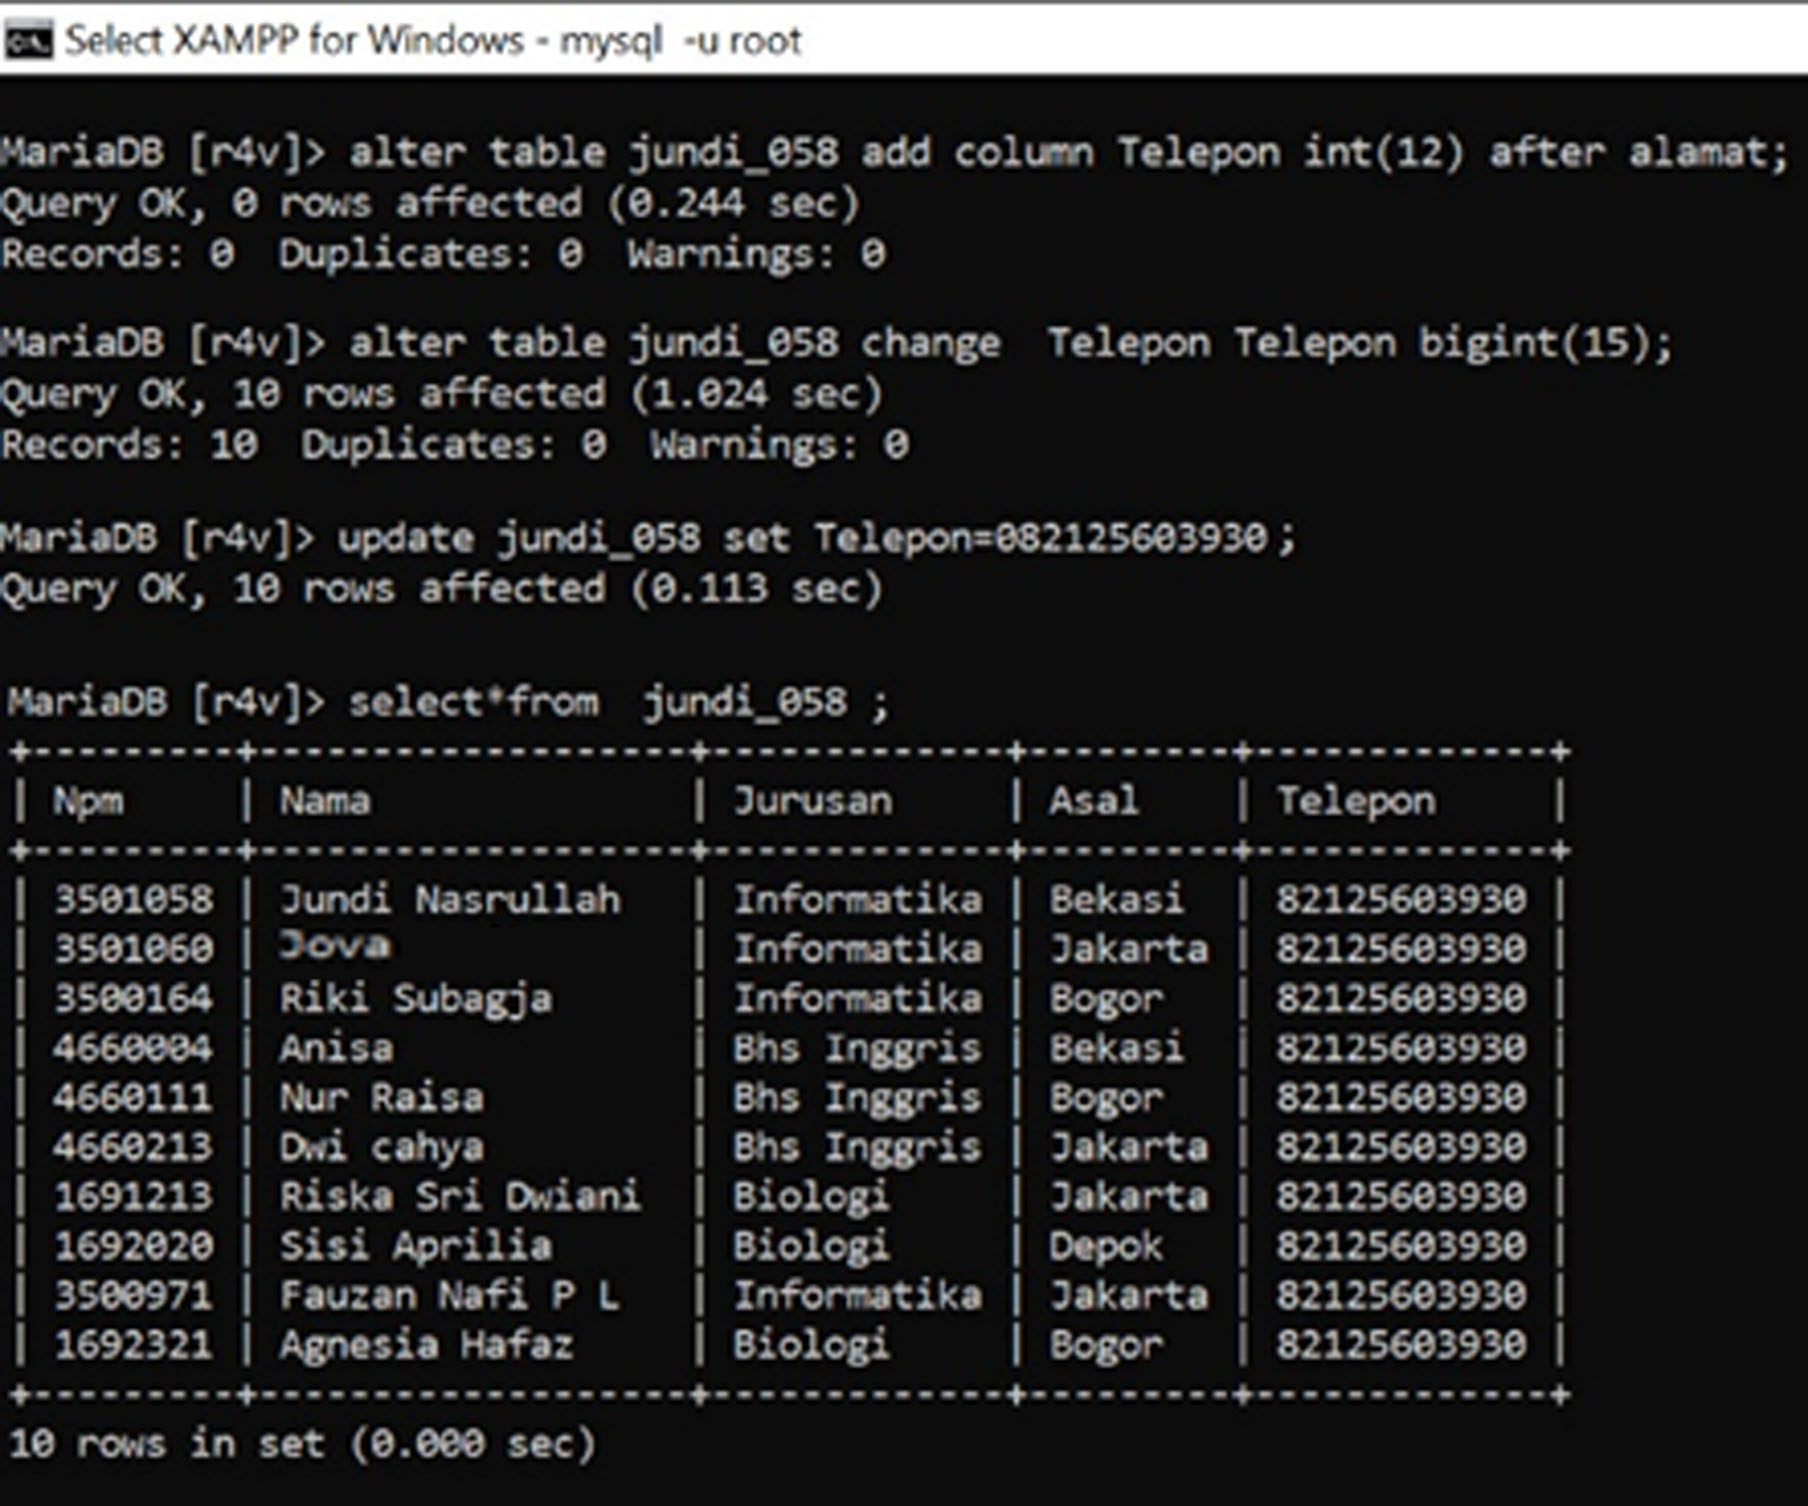 Select XAMPP for Windows - mysql  -u root
MariaDB [r4v]> alter table jundi_058 add column Telepon int(12) after alamat;
Query OK, 0 rows affected (0.244 sec)
Records: 0  Duplicates: 0  Warnings: 0
MariaDB [r4v]> alter table jundi_058 change  Telepon Telepon bigint(15);
Query OK, 10 rows affected (1.024 sec)
Records: 10  Duplicates: 0  Warnings: 0
MariaDB [r4v]> update jundi_058 set Telepon=082125603930 ;
Query OK, 10 rows affected (0.113 sec)
MariaDB [r4v]> select*from  jundi_058 ;
+---------+-------------------+-------------+---------+-------------+
| Npm     | Nama              | Jurusan     | Asal    | Telepon     |
+---------+-------------------+-------------+---------+-------------+
| 3501058 | Jundi Nasrullah   | Informatika | Bekasi  | 82125603930 |
| 3501060 | Jova              | Informatika | Jakarta | 82125603930 |
| 3500164 | Riki Subagja      | Informatika | Bogor   | 82125603930 |
| 4660004 | Anisa             | Bhs Inggris | Bekasi  | 82125603930 |
| 4660111 | Nur Raisa         | Bhs Inggris | Bogor   | 82125603930 |
| 4660213 | Dwi cahya         | Bhs Inggris | Jakarta | 82125603930 |
| 1691213 | Riska Sri Dwiani  | Biologi     | Jakarta | 82125603930 |
| 1692020 | Sisi Aprilia      | Biologi     | Depok   | 82125603930 |
| 3500971 | Fauzan Nafi P L   | Informatika | Jakarta | 82125603930 |
| 1692321 | Agnesia Hafaz     | Biologi     | Bogor   | 82125603930 |
+---------+-------------------+-------------+---------+-------------+
10 rows in set (0.000 sec)